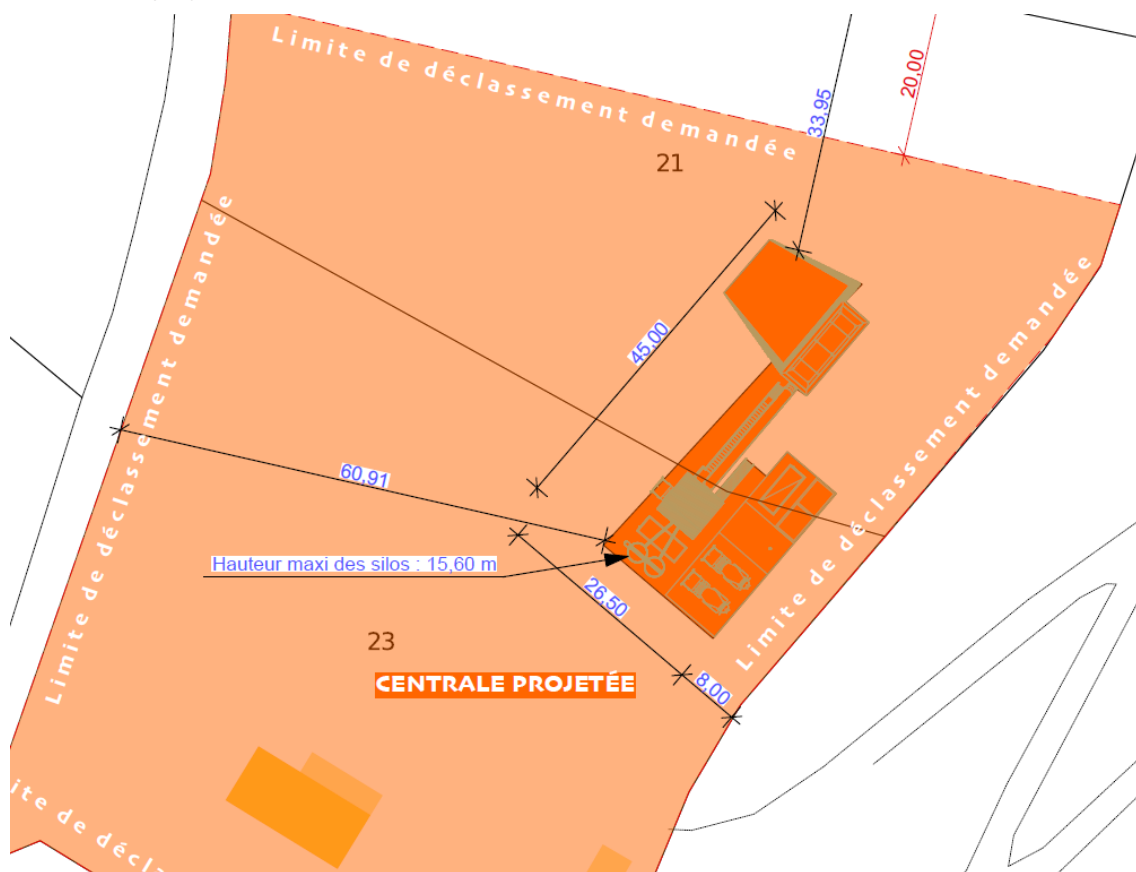 Limite de déclassement demandée
20,00
33,95
21
Limite de déclassement demandée
Limite de déclassement demandée
45,00
60,91
Hauteur maxi des silos : 15,60 m
26,50
23
CENTRALE PROJETÉE
8,00
ite de décla